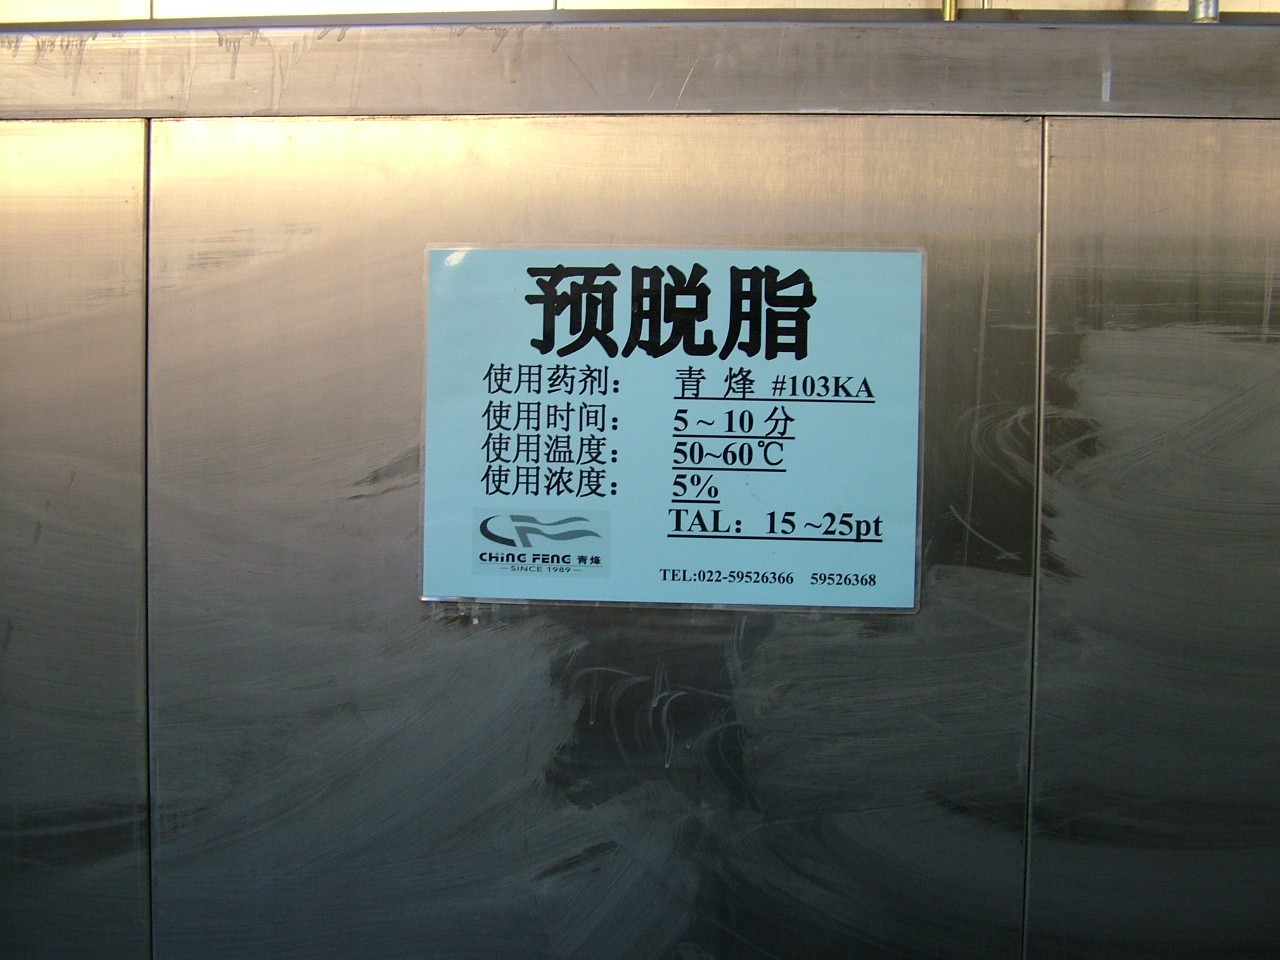 预脱脂
使用药剂： 青 烽 #103KA
使用时间： 5 ~ 10 分
使用温度： 50~60℃
使用浓度： 5%
TAL： 15 ~25pt
CHING FENG 青烽
SINCE 1989
TEL:022-59526366 59526368